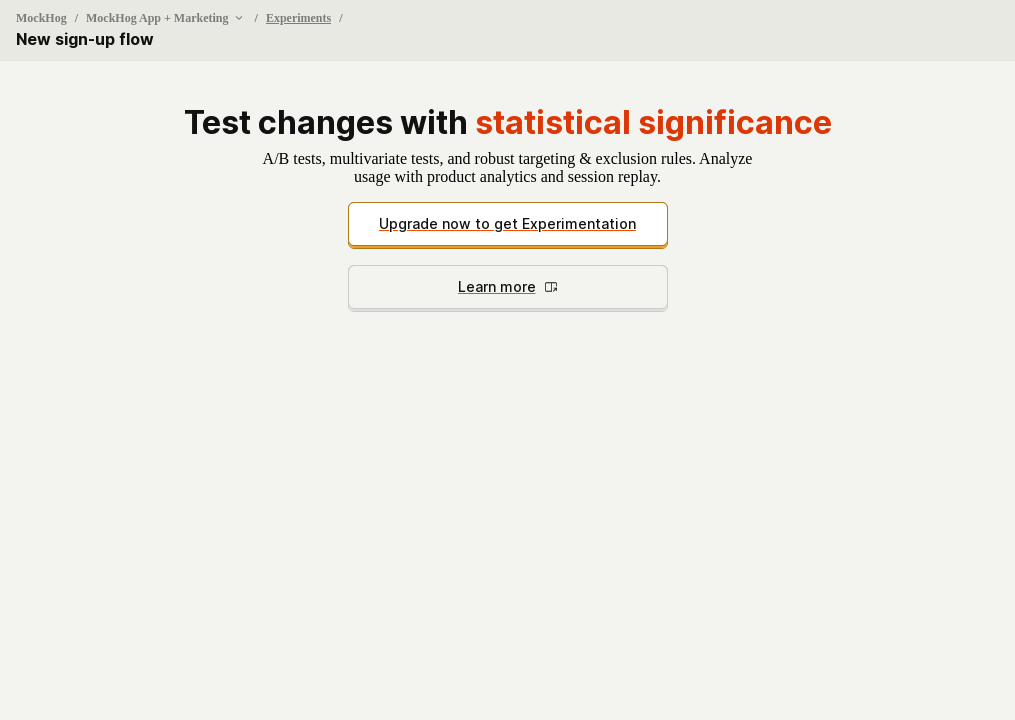 MockHog / MockHog App + Marketing / Experiments /
New sign-up flow
Test changes with statistical significance
A/B tests, multivariate tests, and robust targeting & exclusion rules. Analyze
usage with product analytics and session replay.
Upgrade now to get Experimentation
Learn more